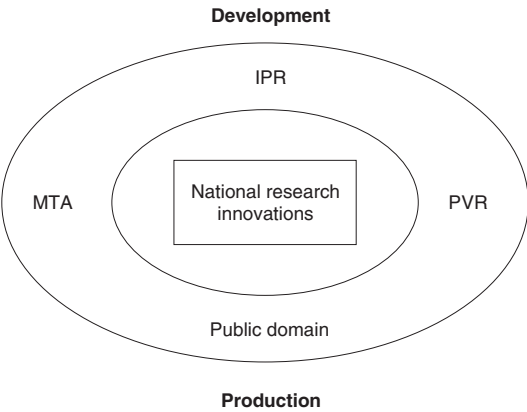 Development
IPR
National research
innovations
MTA
PVR
Public domain
Production